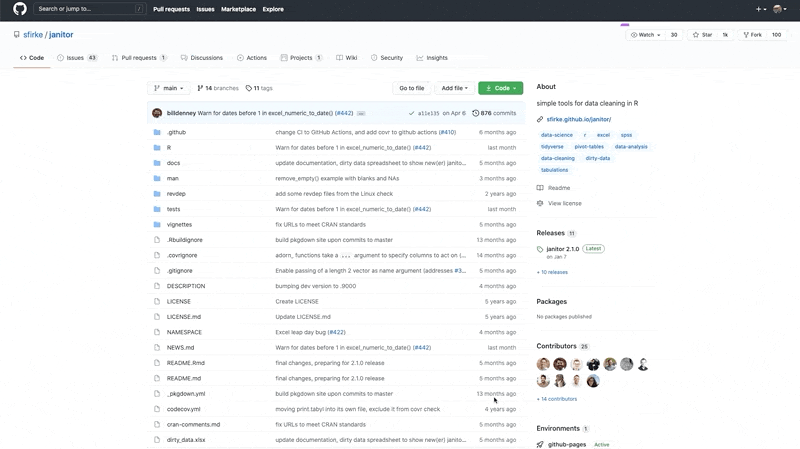 Search or jump to... / Pull requests Issues Marketplace Explore
sfirke / janitor Watch 30 Star 1k Fork 100
Code Issues 43 Pull requests 1 Discussions Actions Projects 1 Wiki Security Insights
main 14 branches 11 tags Go to file Add file Code
billdenney Warn for dates before 1 in excel_numeric_to_date() (#442) ... on Apr 6 876 commits
.github change CI to GitHub Actions, and add covr to github actions (#410) 6 months ago
R Warn for dates before 1 in excel_numeric_to_date() (#442) last month
docs update documentation, dirty data spreadsheet to show new(er) janito... 5 months ago
man remove_empty() example with blanks and NAs 3 months ago
revdep add some revdep files from the Linux check 2 years ago
tests Warn for dates before 1 in excel_numeric_to_date() (#442) last month
vignettes fix URLs to meet CRAN standards 5 months ago
.Rbuildignore build pkgdown site upon commits to master 13 months ago
.covrignore adorn_ functions take a ... argument to specify columns to act on (... 14 months ago
.gitignore Enable passing of a length 2 vector as name argument (addresses #3... 5 months ago
DESCRIPTION bumping dev version to .9000 4 months ago
LICENSE Create LICENSE 5 years ago
LICENSE.md Update LICENSE.md 5 years ago
NAMESPACE Excel leap day bug (#422) 4 months ago
NEWS.md Warn for dates before 1 in excel_numeric_to_date() (#442) last month
README.Rmd final changes, preparing for 2.1.0 release 5 months ago
README.md final changes, preparing for 2.1.0 release 5 months ago
_pkgdown.yml build pkgdown site upon commits to master 13 months ago
codecov.yml moving print.tabyl into its own file, exclude it from covr check 4 years ago
cran-comments.md fix URLs to meet CRAN standards 5 months ago
dirty_data.xlsx update documentation, dirty data spreadsheet to show new(er) janito... 5 months ago
About
simple tools for data cleaning in R
sfirke.github.io/janitor/
data-science r excel spss
tidyverse pivot-tables data-analysis
data-cleaning dirty-data
tabulations
Readme
View license
Releases 11
janitor 2.1.0 Latest
on Jan 7
+ 10 releases
Packages
No packages published
Contributors 25
+ 14 contributors
Environments 1
github-pages Active